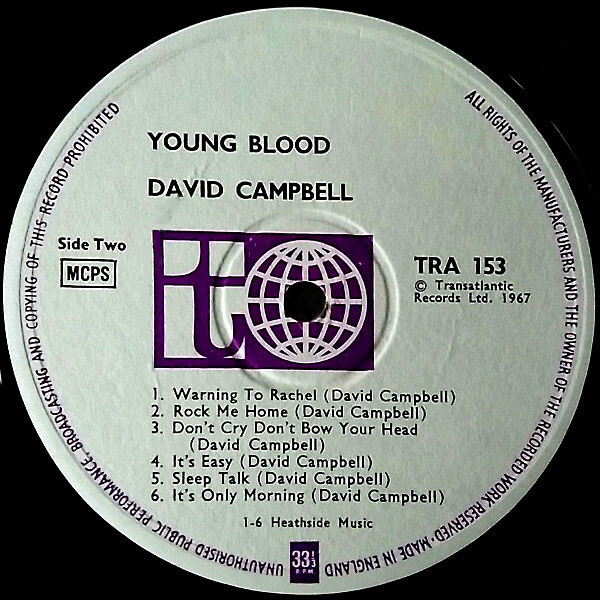 YOUNG BLOOD
DAVID CAMPBELL
Side Two
MCPS
t
TRA 153
© Transatlantic
Records Ltd. 1967
1. Warning To Rachel (David Campbell)
2. Rock Me Home (David Campbell)
3. Don't Cry Don't Bow Your Head
(David Campbell)
4. It's Easy (David Campbell)
5. Sleep Talk (David Campbell)
6. It's Only Morning (David Campbell)
1-6 Heathside Music
33⅓
RPM
ALL RIGHTS OF THE MANUFACTURERS AND THE OWNER OF THE RECORDED WORK RESERVED · MADE IN ENGLAND
UNAUTHORISED PUBLIC PERFORMANCE, BROADCASTING AND COPYING OF THIS RECORD PROHIBITED